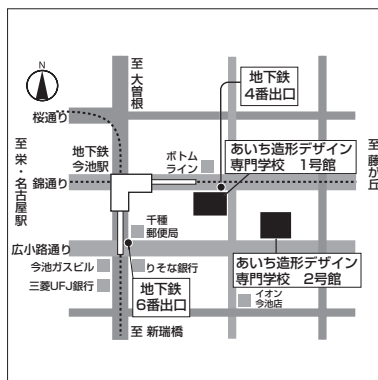 N
至 大曽根
地下鉄
4番出口
桜通り
地下鉄
今池駅
ボトム
ライン
あいち造形デザイン
専門学校 1号館
至 藤が丘
至 栄・名古屋駅
錦通り
千種
郵便局
広小路通り
あいち造形デザイン
専門学校 2号館
今池ガスビル
りそな銀行
三菱UFJ銀行
地下鉄
6番出口
イオン
今池店
至 新瑞橋